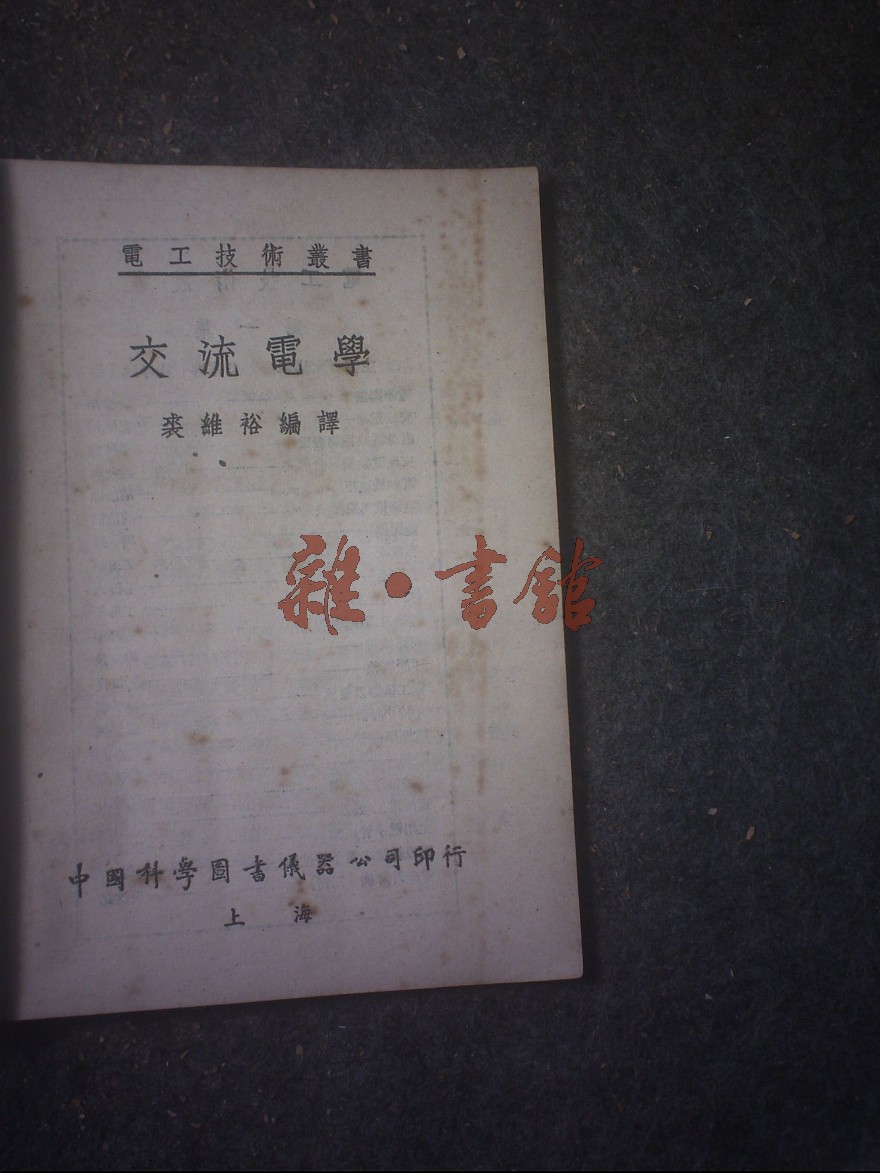 電工技術叢書
交流電學
裘維裕編譯
雜·書館
中國科學圖書儀器公司印行
上海